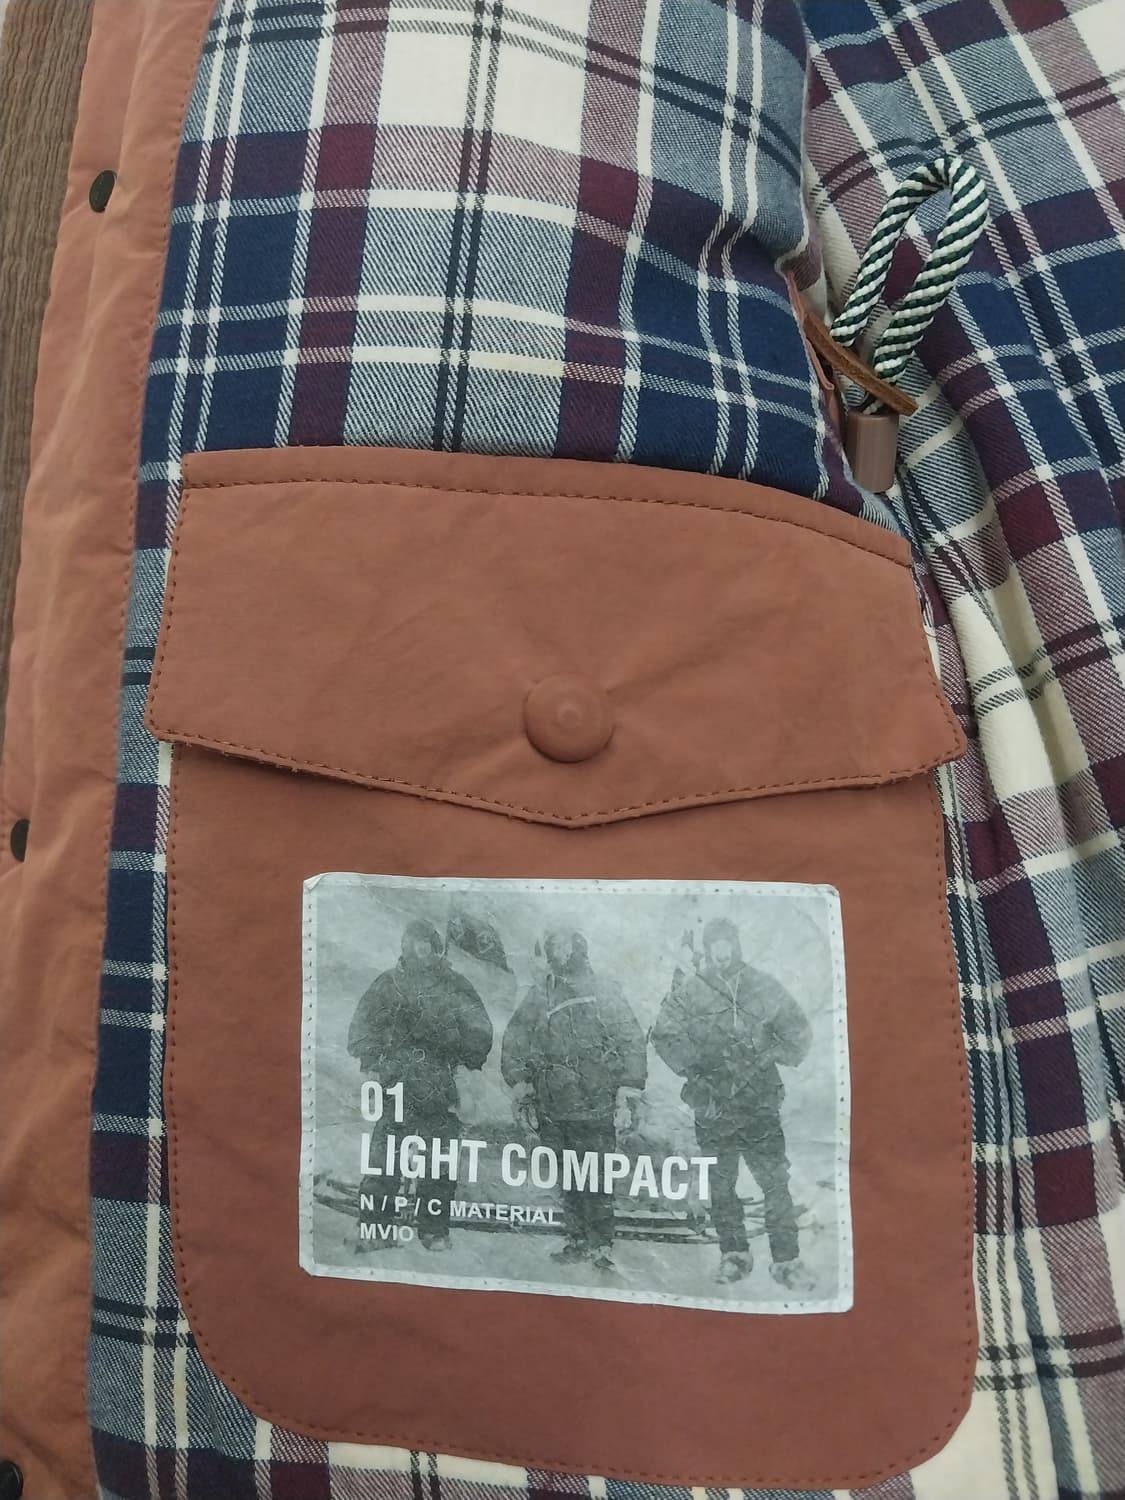 01
LIGHT COMPACT
N / P / C MATERIAL
MVIO